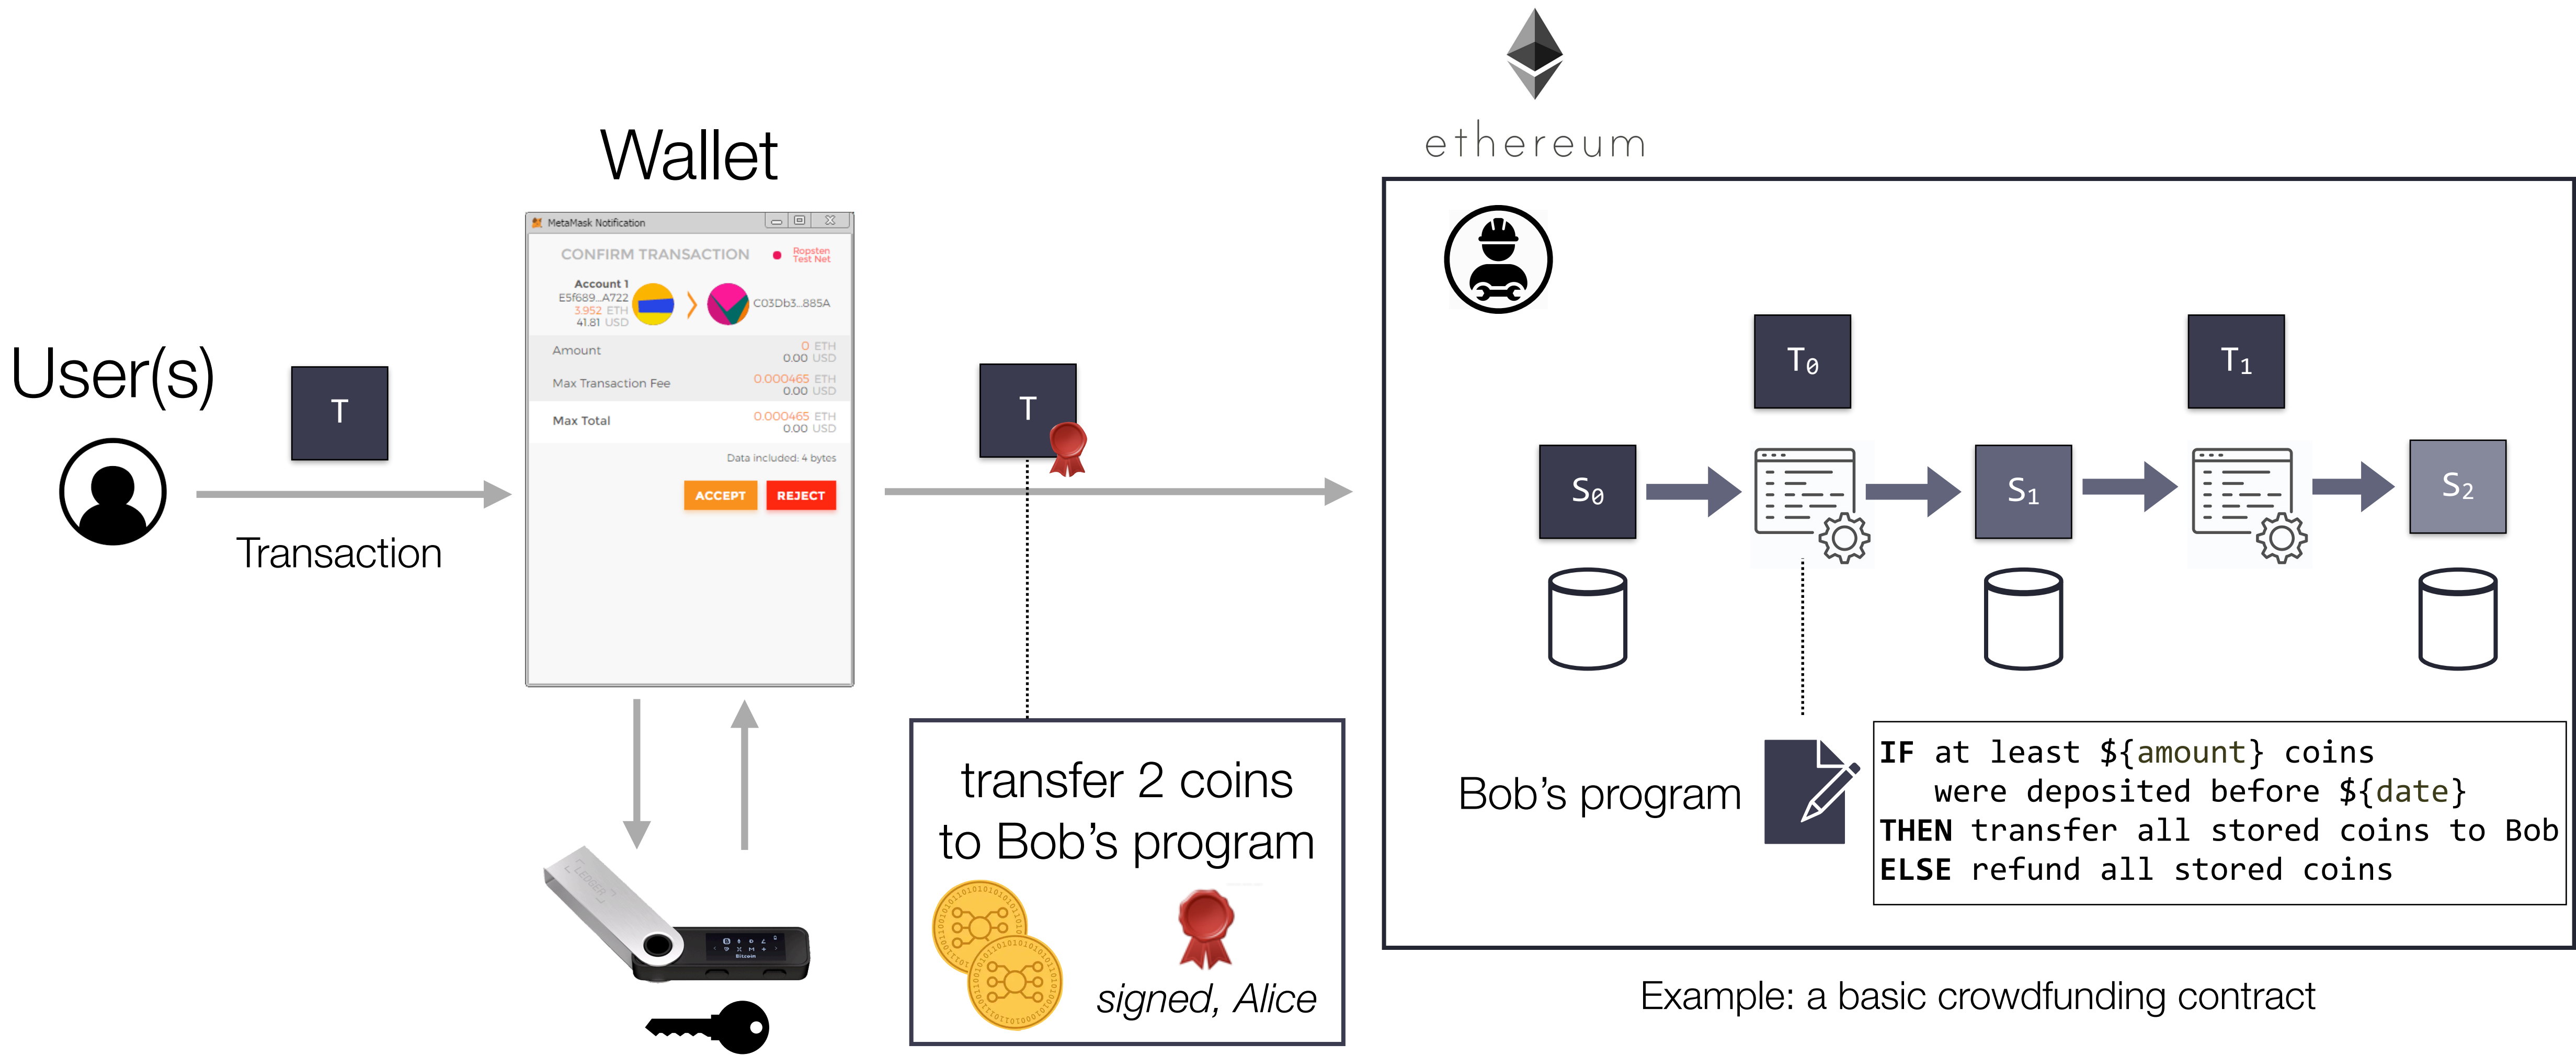 ethereum
Wallet
MetaMask Notification
CONFIRM TRANSACTION
Ropsten
Test Net
Account 1
E5f689...A722
3.952 ETH
41.81 USD
C03Db3...885A
Amount
0 ETH
0.00 USD
Max Transaction Fee
0.000465 ETH
0.00 USD
Max Total
0.000465 ETH
0.00 USD
Data included: 4 bytes
ACCEPT
REJECT
User(s)
T
Transaction
T
LEDGER
Bitcoin
transfer 2 coins
to Bob's program
signed, Alice
T0
T1
S0
S1
S2
Bob's program
IF at least ${amount} coins
were deposited before ${date}
THEN transfer all stored coins to Bob
ELSE refund all stored coins
Example: a basic crowdfunding contract